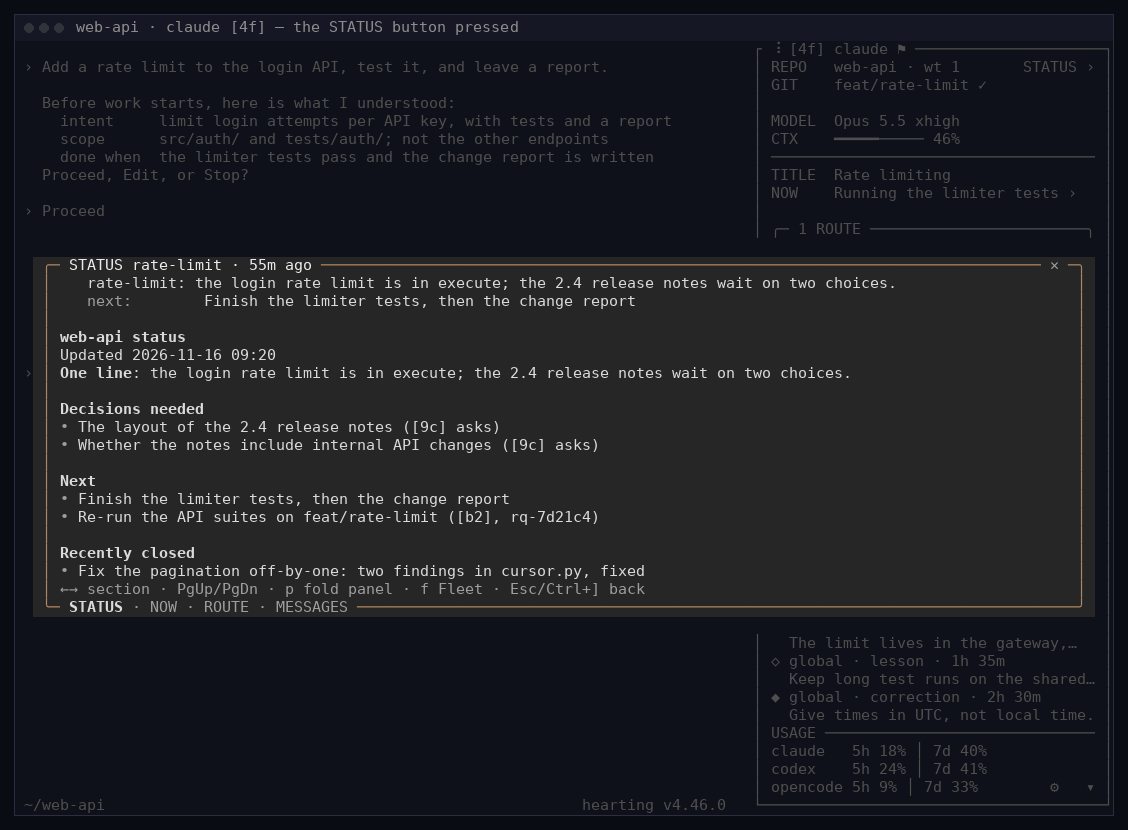 web-api · claude [4f] — the STATUS button pressed
⠸ [4f] claude ⚑
› Add a rate limit to the login API, test it, and leave a report.
REPO web-api · wt 1 STATUS ›
GIT feat/rate-limit ✓
Before work starts, here is what I understood:
intent limit login attempts per API key, with tests and a report
MODEL Opus 5.5 xhigh
scope src/auth/ and tests/auth/; not the other endpoints
CTX 46%
done when the limiter tests pass and the change report is written
Proceed, Edit, or Stop?
TITLE Rate limiting
NOW Running the limiter tests ›
› Proceed
1 ROUTE
STATUS rate-limit · 55m ago ×
rate-limit: the login rate limit is in execute; the 2.4 release notes wait on two choices.
next: Finish the limiter tests, then the change report
web-api status
Updated 2026-11-16 09:20
› One line: the login rate limit is in execute; the 2.4 release notes wait on two choices.
Decisions needed
• The layout of the 2.4 release notes ([9c] asks)
• Whether the notes include internal API changes ([9c] asks)
Next
• Finish the limiter tests, then the change report
• Re-run the API suites on feat/rate-limit ([b2], rq-7d21c4)
Recently closed
• Fix the pagination off-by-one: two findings in cursor.py, fixed
←→ section · PgUp/PgDn · p fold panel · f Fleet · Esc/Ctrl+] back
STATUS · NOW · ROUTE · MESSAGES
The limit lives in the gateway,…
◇ global · lesson · 1h 35m
Keep long test runs on the shared…
◆ global · correction · 2h 30m
Give times in UTC, not local time.
USAGE
claude 5h 18% │ 7d 40%
codex 5h 24% │ 7d 41%
opencode 5h 9% │ 7d 33% ⚙ ▾
~/web-api hearting v4.46.0